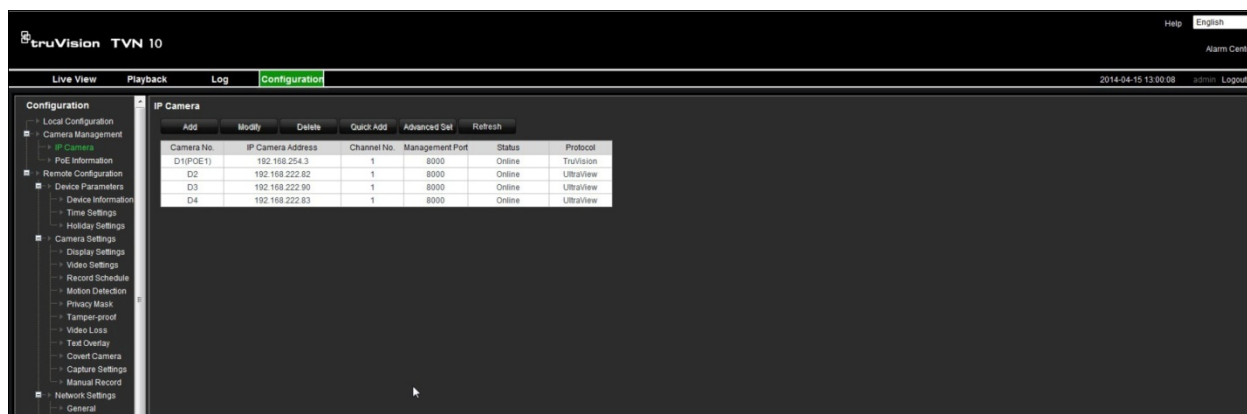 Help English
truVision TVN 10
Alarm Cent
Live View Playback Log Configuration 2014-04-15 13:00:08 admin Logout
Configuration
Local Configuration
Camera Management
IP Camera
PoE Information
Remote Configuration
Device Parameters
Device Information
Time Settings
Holiday Settings
Camera Settings
Display Settings
Video Settings
Record Schedule
Motion Detection
Privacy Mask
Tamper-proof
Video Loss
Text Overlay
Covert Camera
Capture Settings
Manual Record
Network Settings
General
IP Camera
Add Modify Delete Quick Add Advanced Set Refresh
Camera No. IP Camera Address Channel No. Management Port Status Protocol
D1(POE1) 192.168.254.3 1 8000 Online TruVision
D2 192.168.222.82 1 8000 Online UltraView
D3 192.168.222.90 1 8000 Online UltraView
D4 192.168.222.83 1 8000 Online UltraView